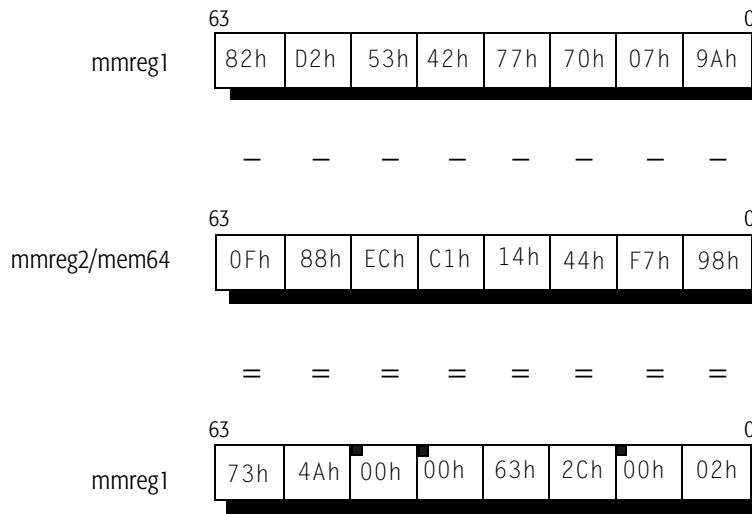 63 0
mmreg1 82h D2h 53h 42h 77h 70h 07h 9Ah
– – – – – – – –
63 0
mmreg2/mem64 0Fh 88h ECh C1h 14h 44h F7h 98h
= = = = = = = =
63 0
mmreg1 73h 4Ah 00h 00h 63h 2Ch 00h 02h